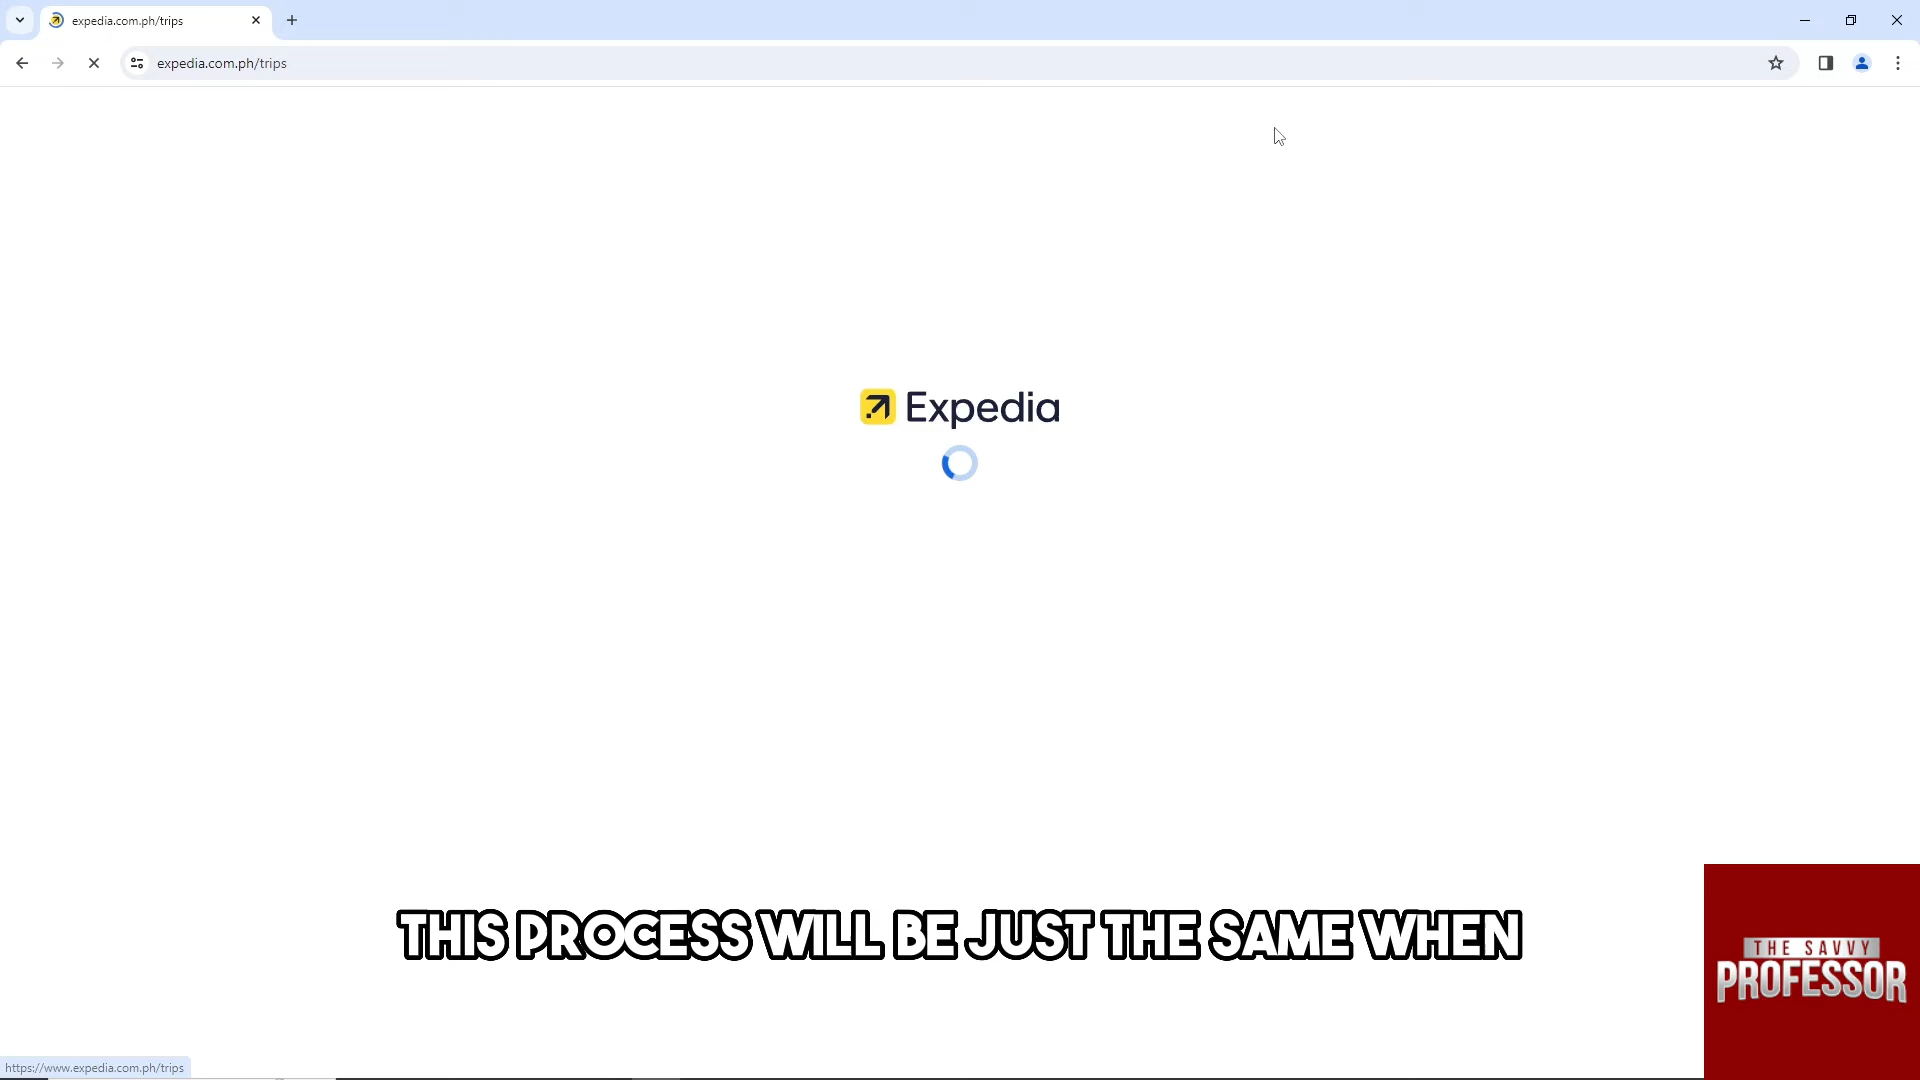 expedia.com.ph/trips
expedia.com.ph/trips
Expedia
THIS PROCESS WILL BE JUST THE SAME WHEN
THE SAVVY
PROFESSOR
https://www.expedia.com.ph/trips